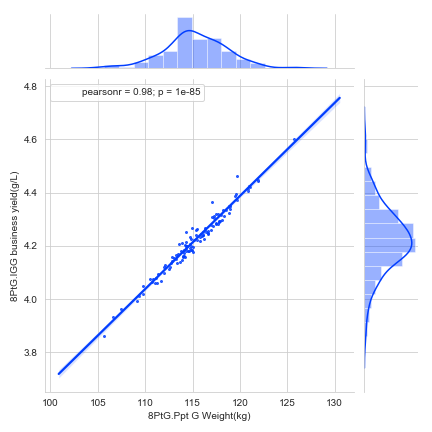 pearsonr = 0.98; p = 1e-85
4.8
4.6
4.4
4.2
4.0
3.8
8PtG.IGG business yield(g/L)
100 105 110 115 120 125 130
8PtG.Ppt G Weight(kg)